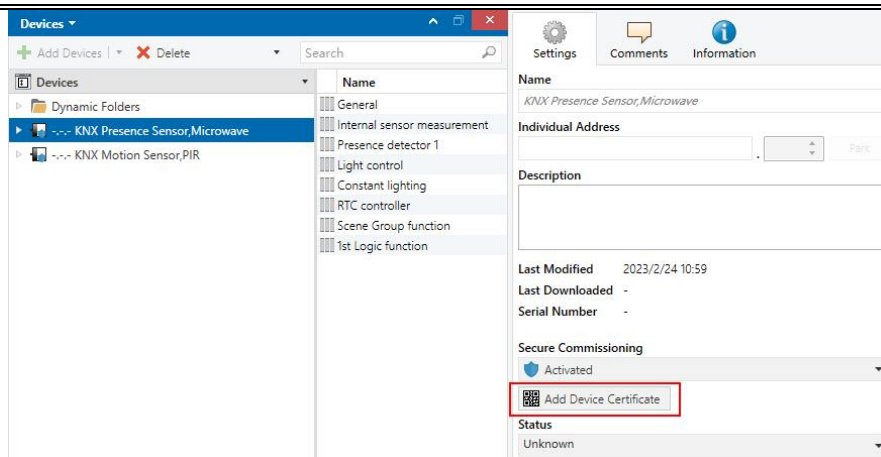 Devices
Add Devices | Delete
Search
Devices
Dynamic Folders
-.-.- KNX Presence Sensor,Microwave
-.-.- KNX Motion Sensor,PIR
Name
General
Internal sensor measurement
Presence detector 1
Light control
Constant lighting
RTC controller
Scene Group function
1st Logic function
Settings
Comments
Information
Name
KNX Presence Sensor,Microwave
Individual Address
. Park
Description
Last Modified 2023/2/24 10:59
Last Downloaded -
Serial Number -
Secure Commissioning
Activated
Add Device Certificate
Status
Unknown